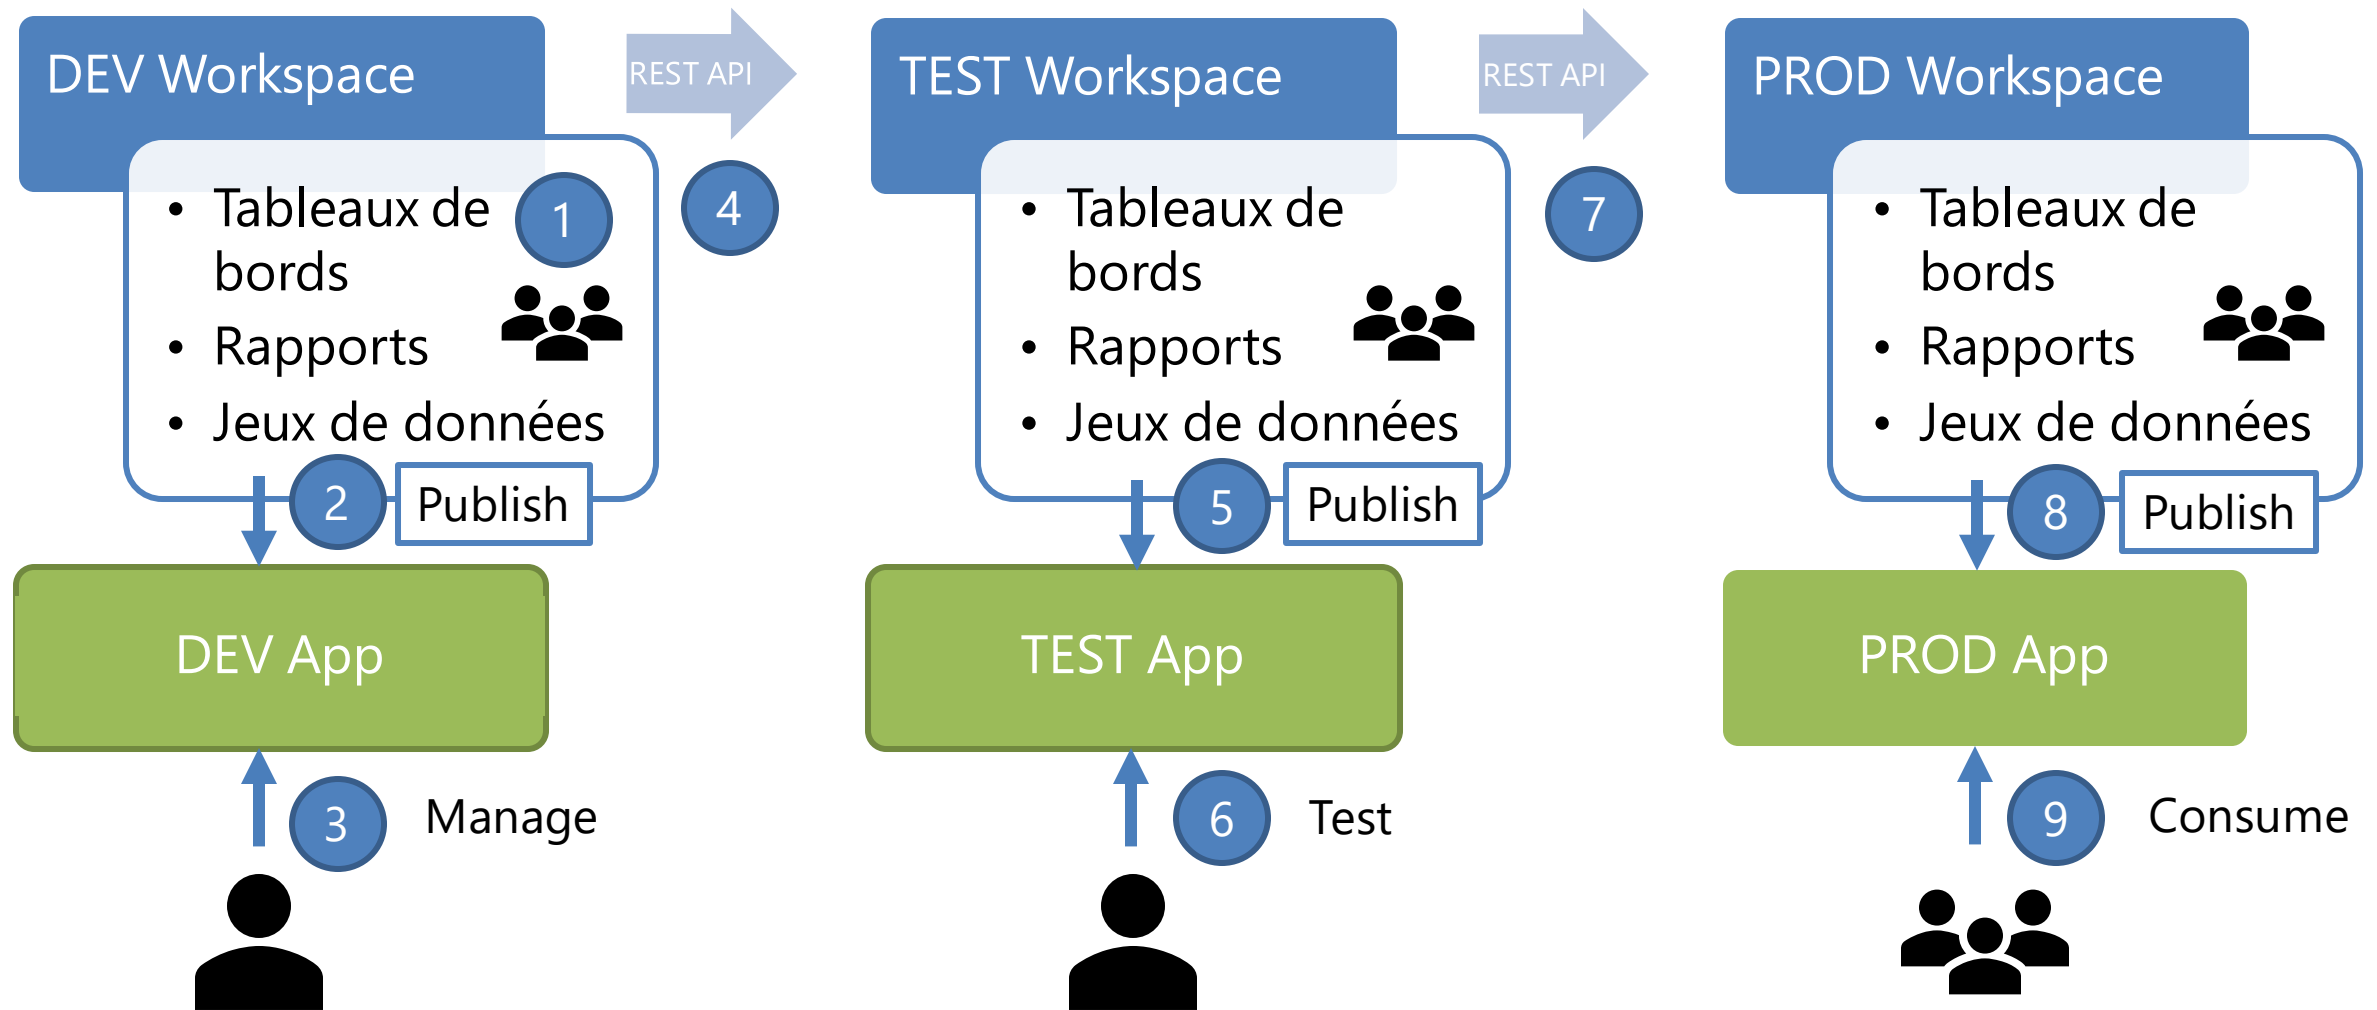 DEV Workspace
REST API
TEST Workspace
REST API
PROD Workspace
• Tableaux de
bords
• Rapports
• Jeux de données
1
4
• Tableaux de
bords
• Rapports
• Jeux de données
7
• Tableaux de
bords
• Rapports
• Jeux de données
2
Publish
5
Publish
8
Publish
DEV App
TEST App
PROD App
3
Manage
6
Test
9
Consume